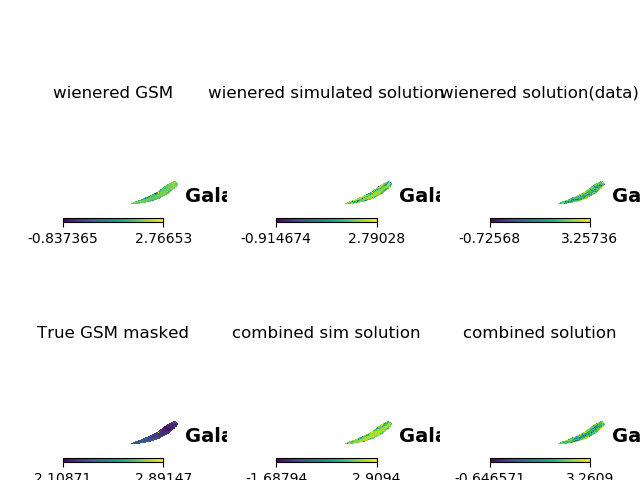 wienered GSM wienered simulated solution wienered solution(data)
Gala Gala Ga
-0.837365 2.76653 -0.914674 2.79028 -0.72568 3.25736
True GSM masked combined sim solution combined solution
Gala Gala Ga
2.10871 2.89147 -1.68794 2.9094 -0.646571 3.2609